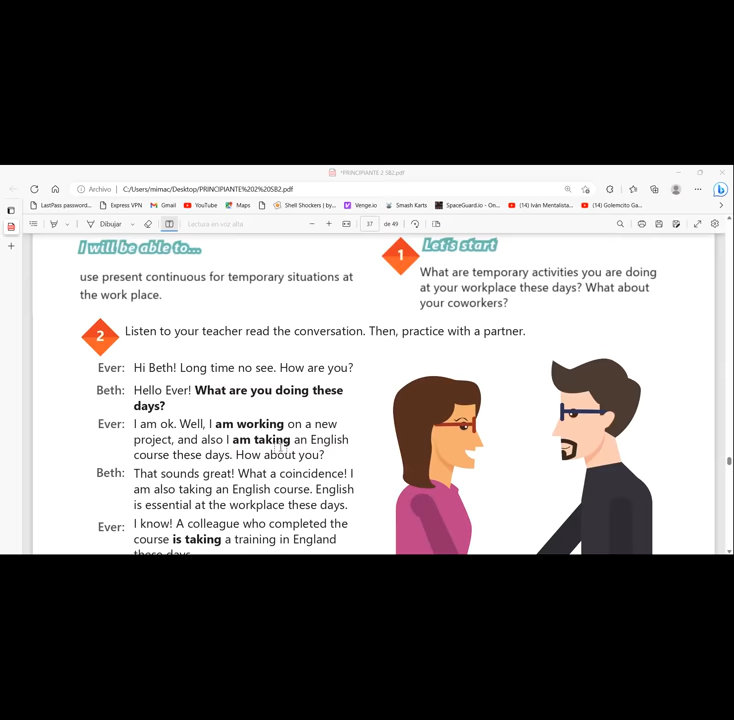 *PRINCIPIANTE 2 SB2.pdf
Archivo | C:/Users/mimac/Desktop/PRINCIPIANTE%202%20SB2.pdf
LastPass password... Express VPN Gmail YouTube Maps Shell Shockers | by... Venge.io Smash Karts SpaceGuard.io - On... (14) Iván Mentalista... (14) Golemcito Ga...
Dibujar Lectura en voz alta 37 de 49
I will be able to...
use present continuous for temporary situations at
the work place.
1 Let's start
What are temporary activities you are doing
at your workplace these days? What about
your coworkers?
2 Listen to your teacher read the conversation. Then, practice with a partner.
Ever: Hi Beth! Long time no see. How are you?
Beth: Hello Ever! What are you doing these
days?
Ever: I am ok. Well, I am working on a new
project, and also I am taking an English
course these days. How about you?
Beth: That sounds great! What a coincidence! I
am also taking an English course. English
is essential at the workplace these days.
Ever: I know! A colleague who completed the
course is taking a training in England
these days